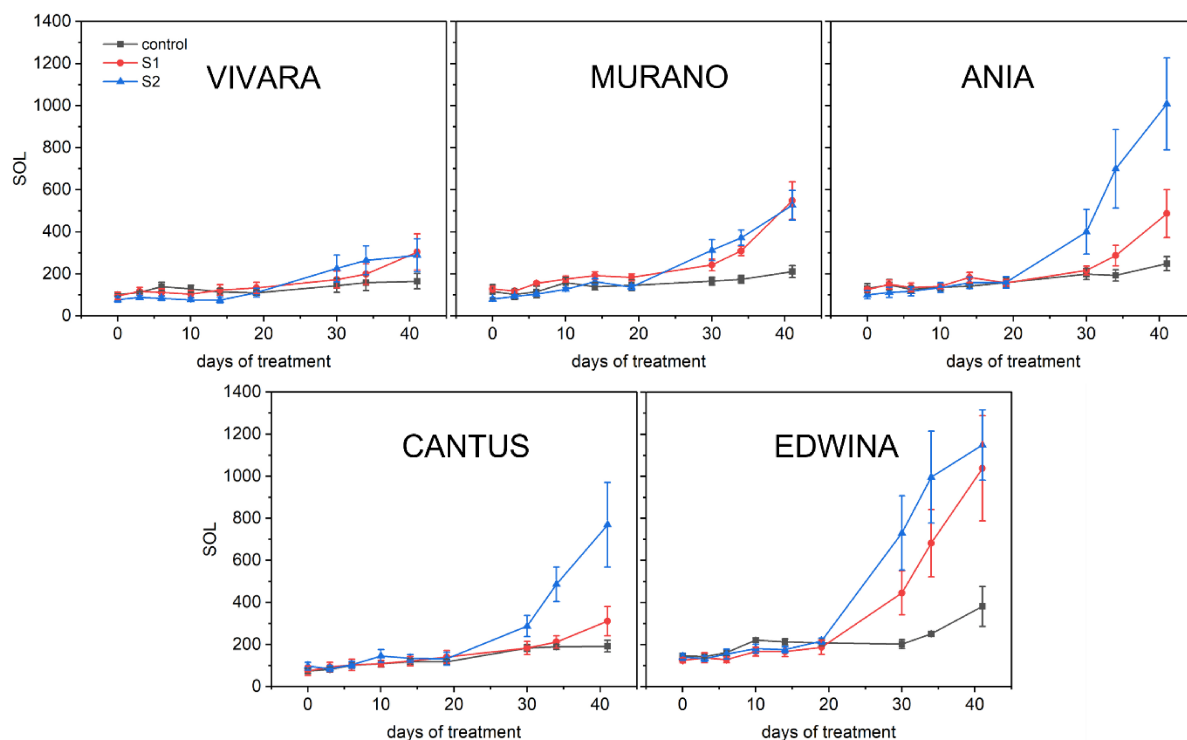 1400
1200
1000
800
600
400
200
0
SOL
control
S1
S2
VIVARA
MURANO
ANIA
0 10 20 30 40
0 10 20 30 40
0 10 20 30 40
days of treatment
days of treatment
days of treatment
1400
1200
1000
800
600
400
200
0
SOL
CANTUS
EDWINA
0 10 20 30 40
0 10 20 30 40
days of treatment
days of treatment